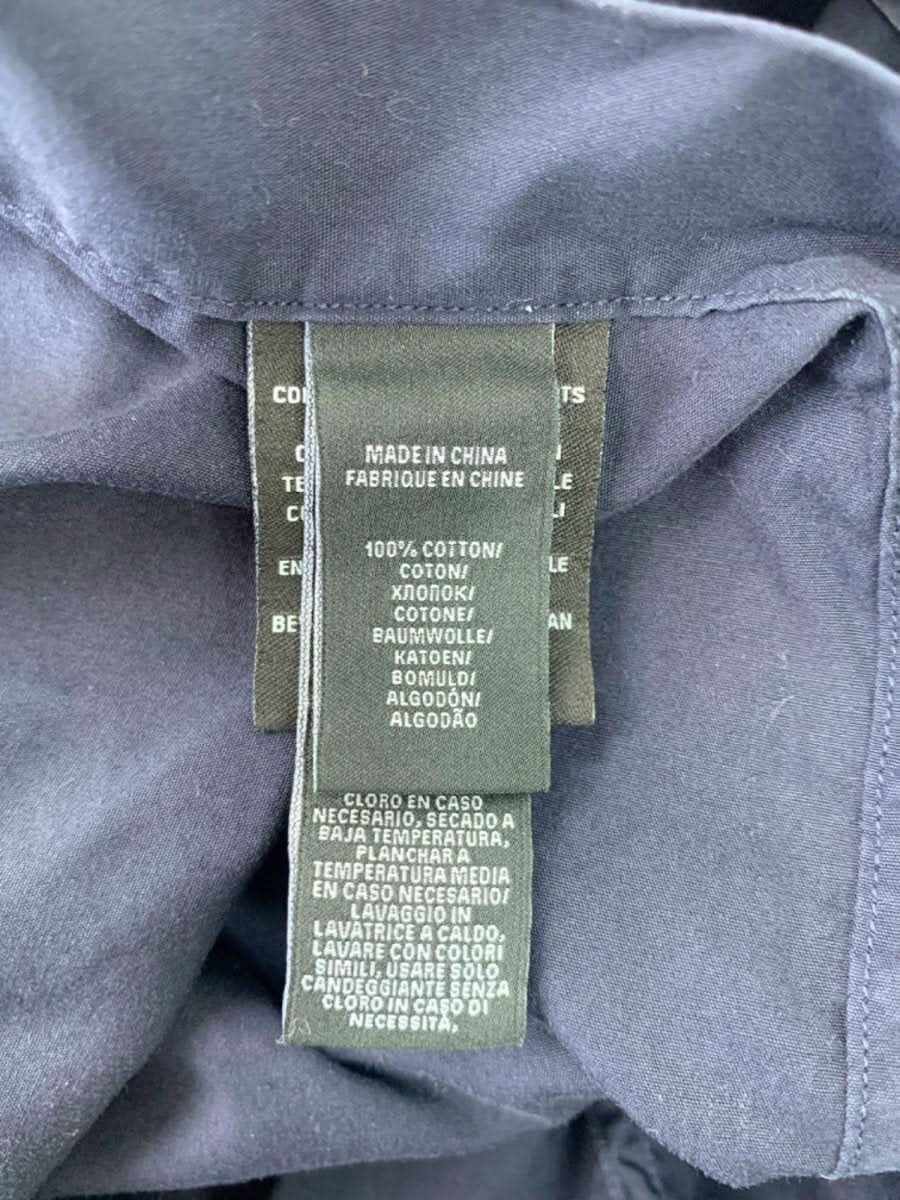 MADE IN CHINA
FABRIQUE EN CHINE
100% COTTON/
COTON/
ХЛОПОК/
COTONE/
BAUMWOLLE/
KATOEN/
BOMULD/
ALGODÓN/
ALGODÃO
CLORO EN CASO
NECESARIO, SECADO A
BAJA TEMPERATURA,
PLANCHAR A
TEMPERATURA MEDIA
EN CASO NECESARIO/
LAVAGGIO IN
LAVATRICE A CALDO,
LAVARE CON COLORI
SIMILI, USARE SOLO
CANDEGGIANTE SENZA
CLORO IN CASO DI
NECESSITÀ,